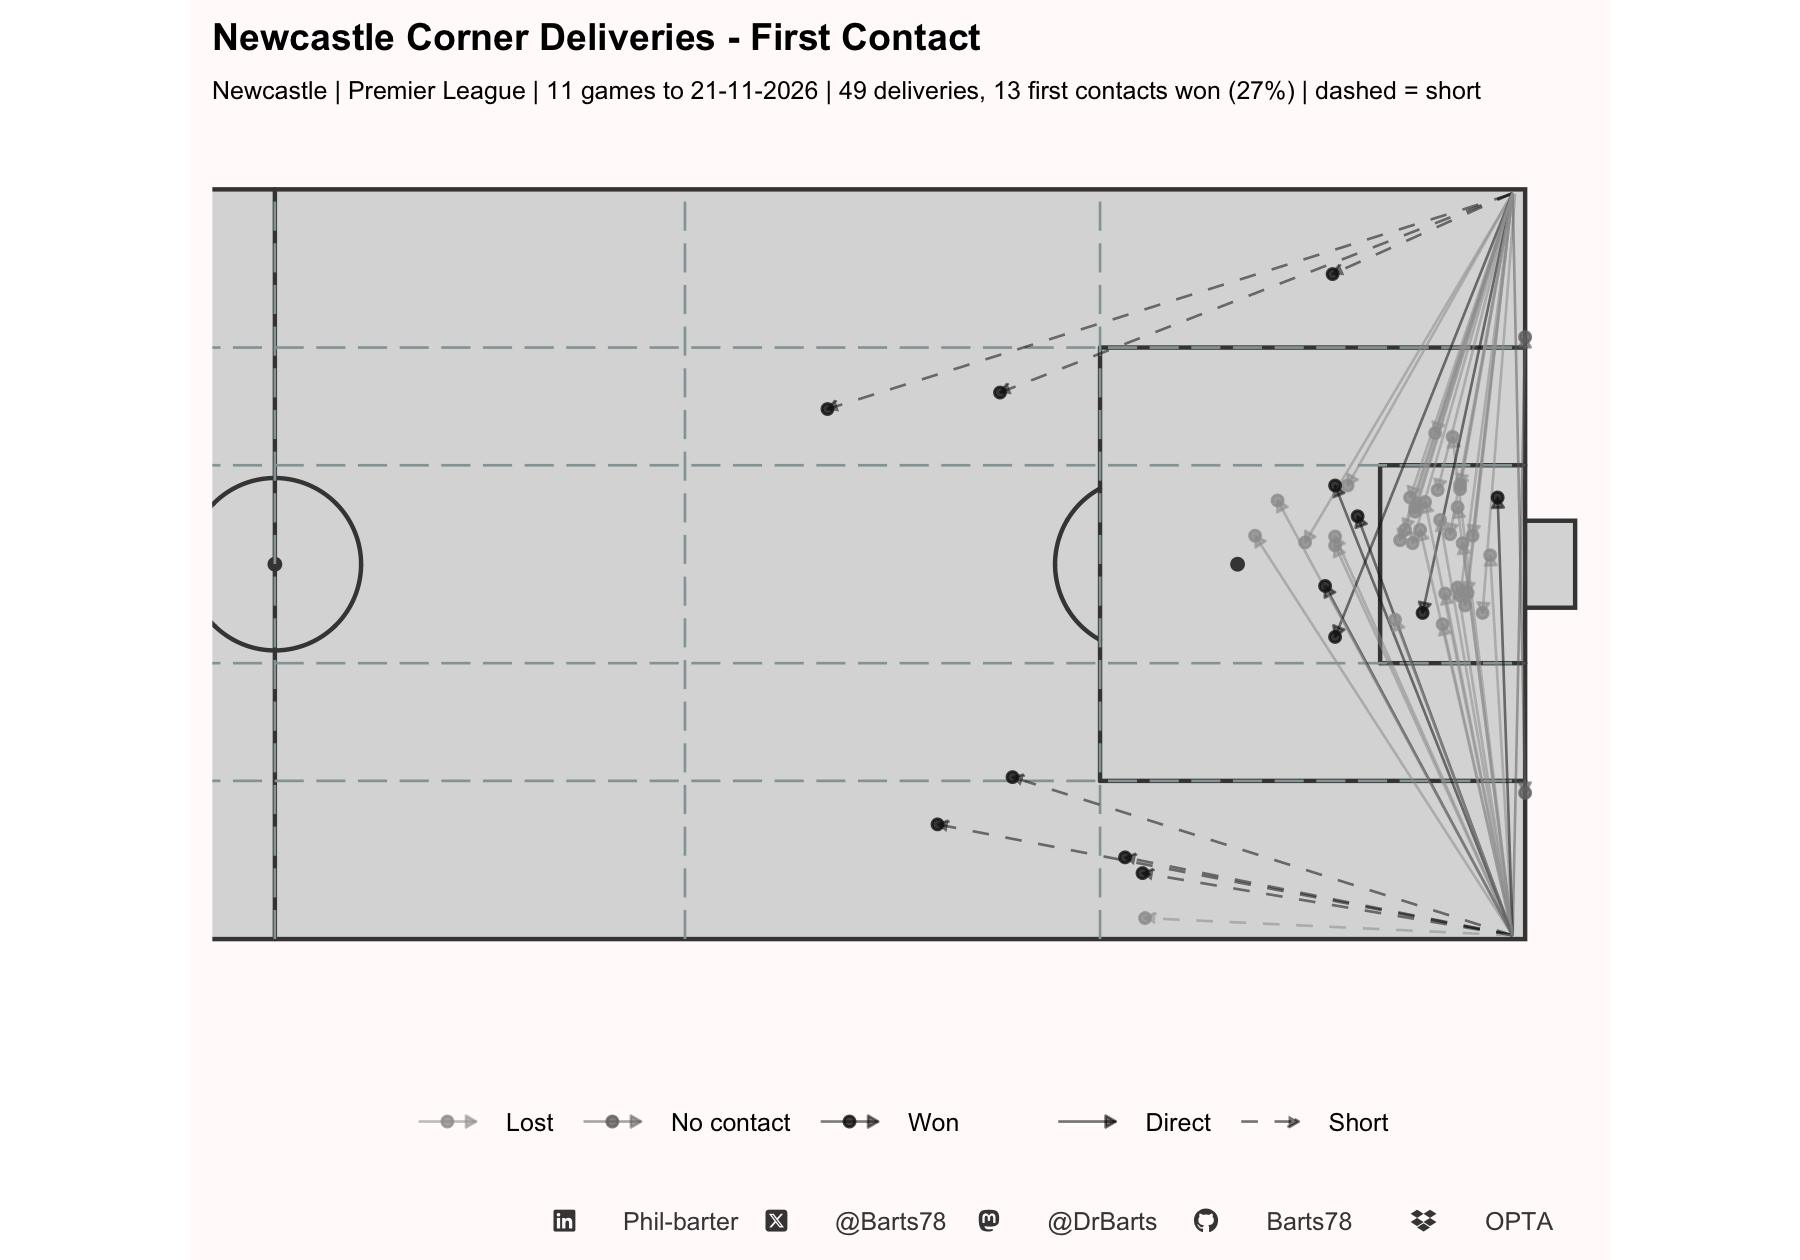 Newcastle Corner Deliveries - First Contact
Newcastle | Premier League | 11 games to 21-11-2026 | 49 deliveries, 13 first contacts won (27%) | dashed = short
Lost No contact Won Direct Short
Phil-barter @Barts78 @DrBarts Barts78 OPTA